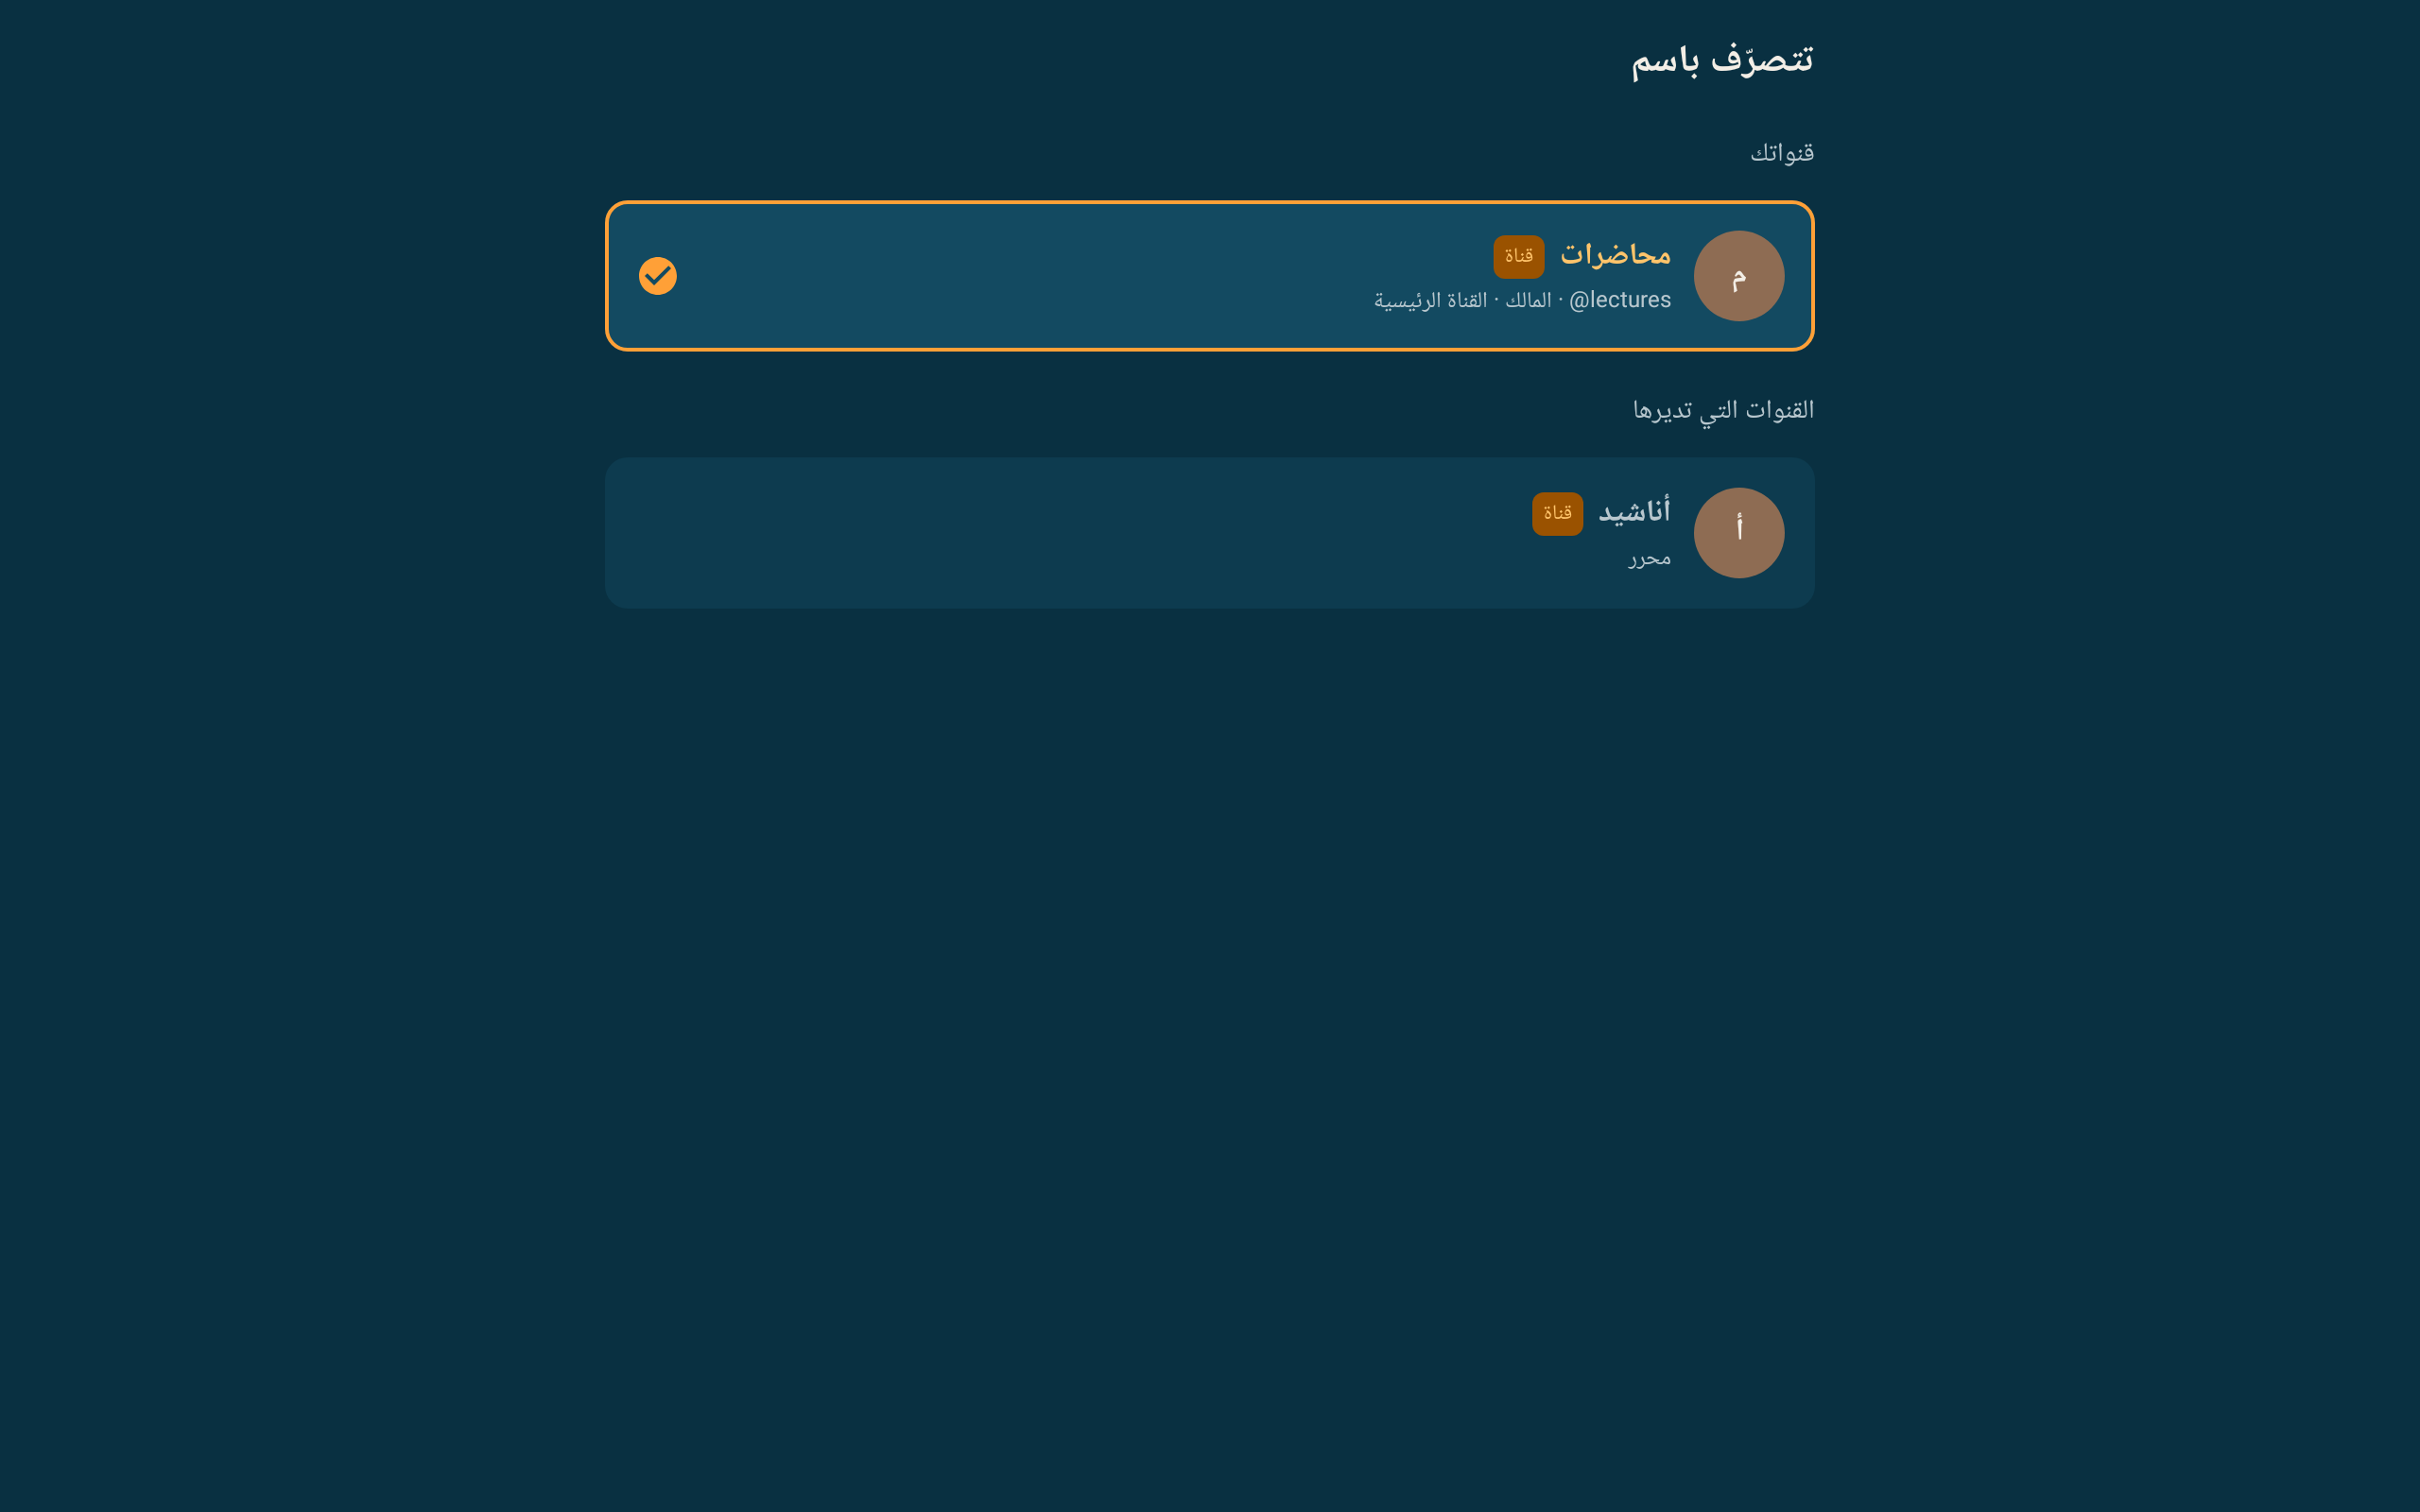 تتصرّف باسم
قنواتك
م
محاضرات قناة
@lectures · المالك · القناة الرئيسية
القنوات التي تديرها
أ
أناشيد قناة
محرر